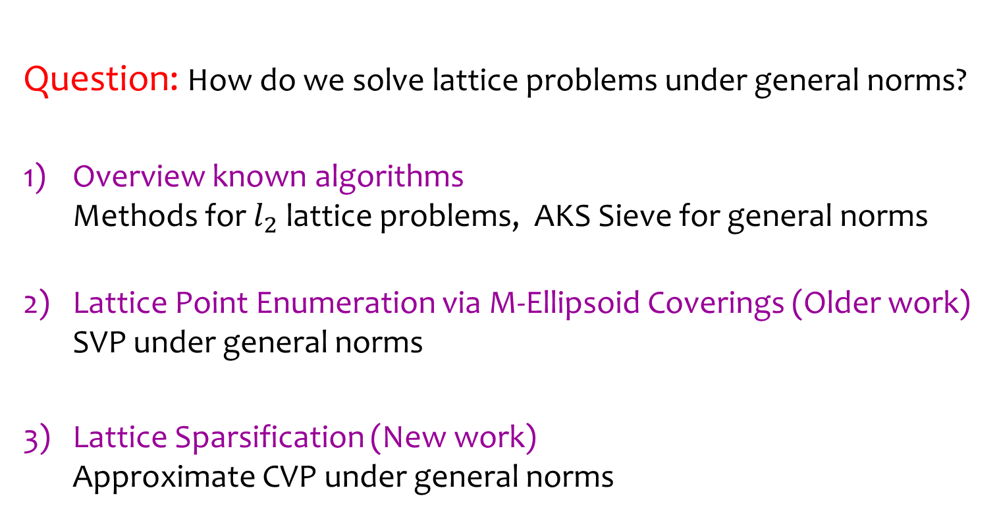 Question: How do we solve lattice problems under general norms?
1) Overview known algorithms
Methods for l₂ lattice problems, AKS Sieve for general norms
2) Lattice Point Enumeration via M-Ellipsoid Coverings (Older work)
SVP under general norms
3) Lattice Sparsification (New work)
Approximate CVP under general norms